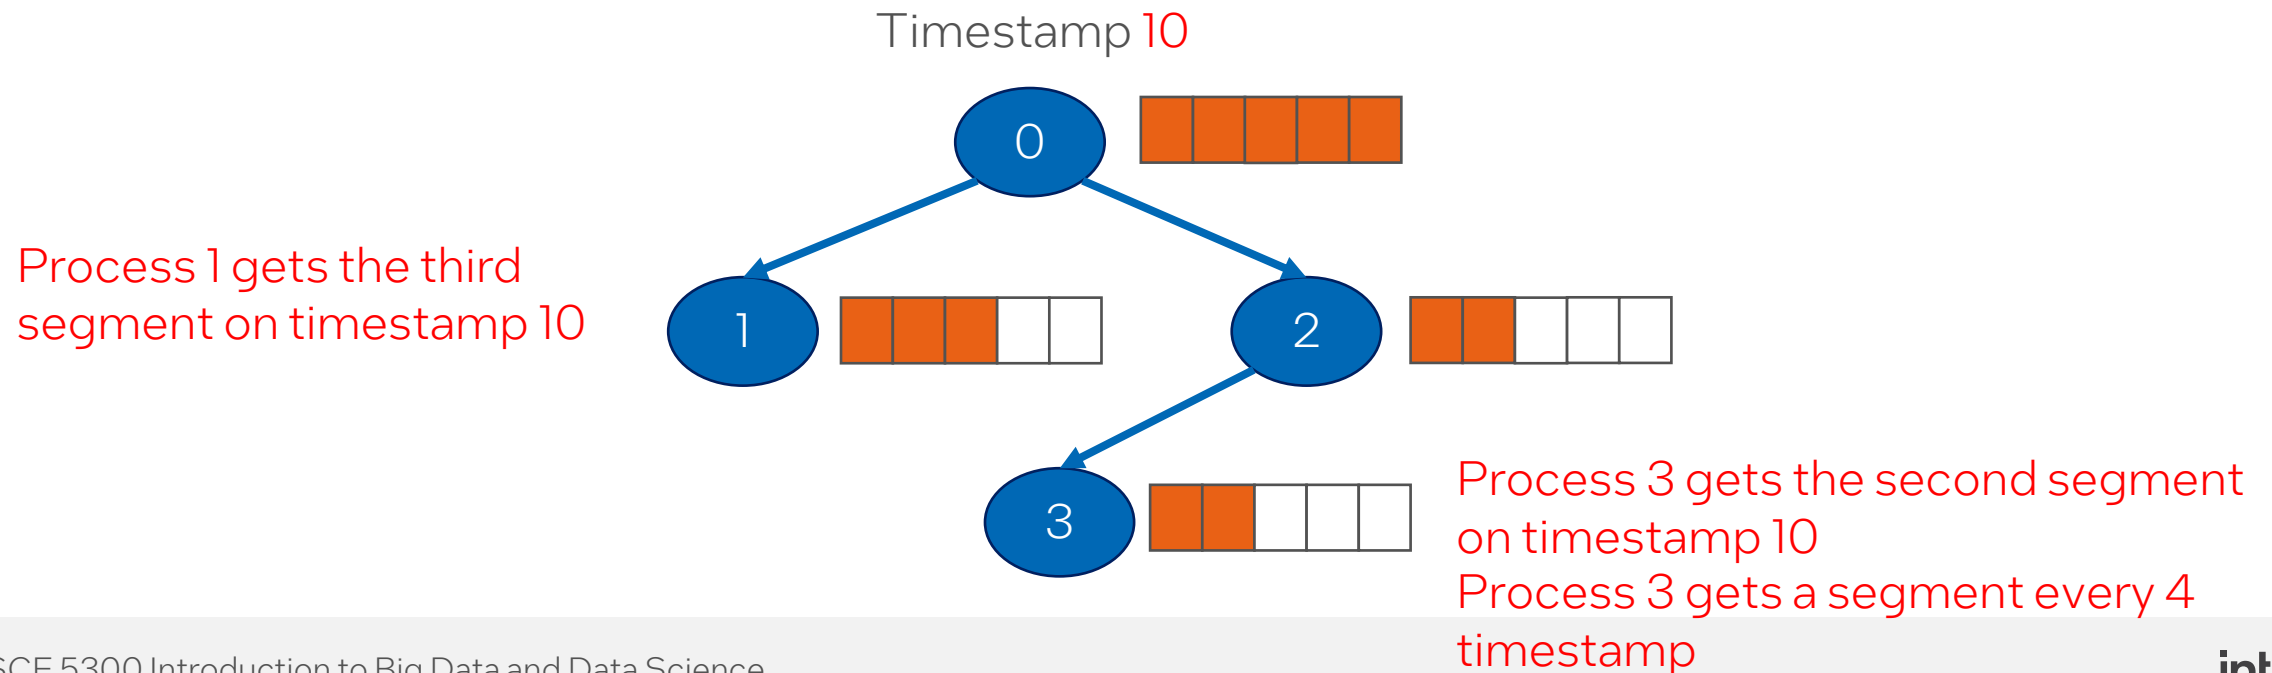 Timestamp 10
0
Process 1 gets the third
segment on timestamp 10
1
2
3
Process 3 gets the second segment
on timestamp 10
Process 3 gets a segment every 4
timestamp
5300 Introduction to Big Data and Data Science